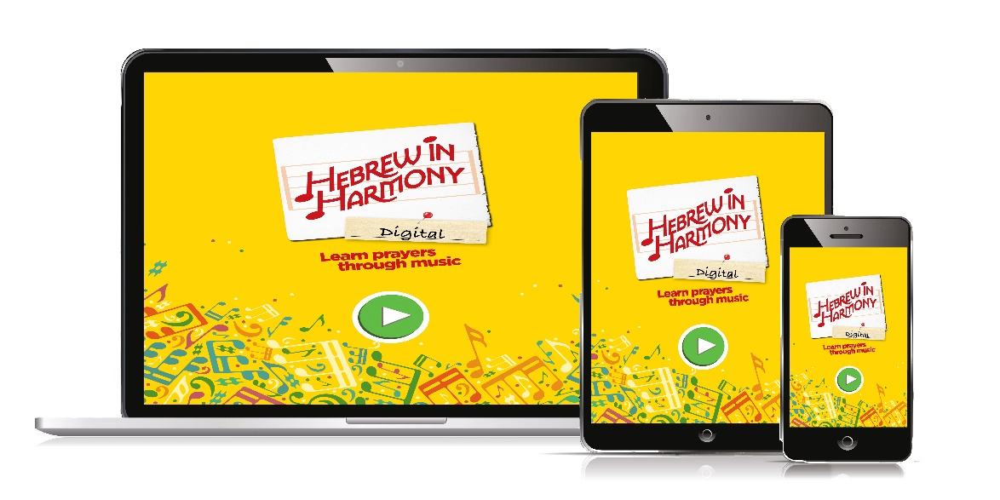 HEBREW IN
HARMONY
Digital
Learn prayers
through music
HEBREW IN
HARMONY
Digital
Learn prayers
through music
HEBREW IN
HARMONY
Digital
Learn prayers
through music